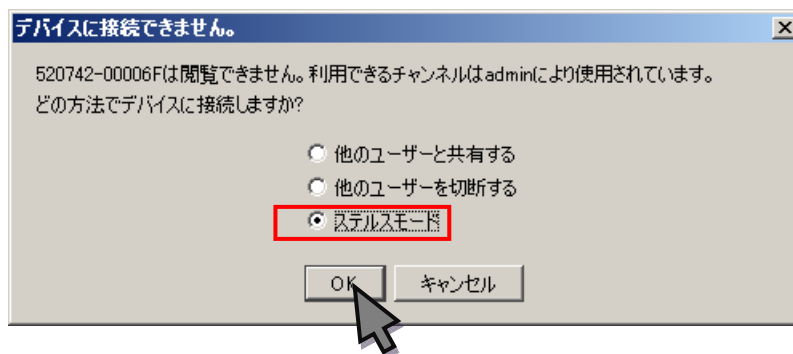 デバイスに接続できません。
520742-00006Fは閲覧できません。利用できるチャンネルはadminにより使用されています。
どの方法でデバイスに接続しますか?
他のユーザーと共有する
他のユーザーを切断する
ステルスモード
OK キャンセル